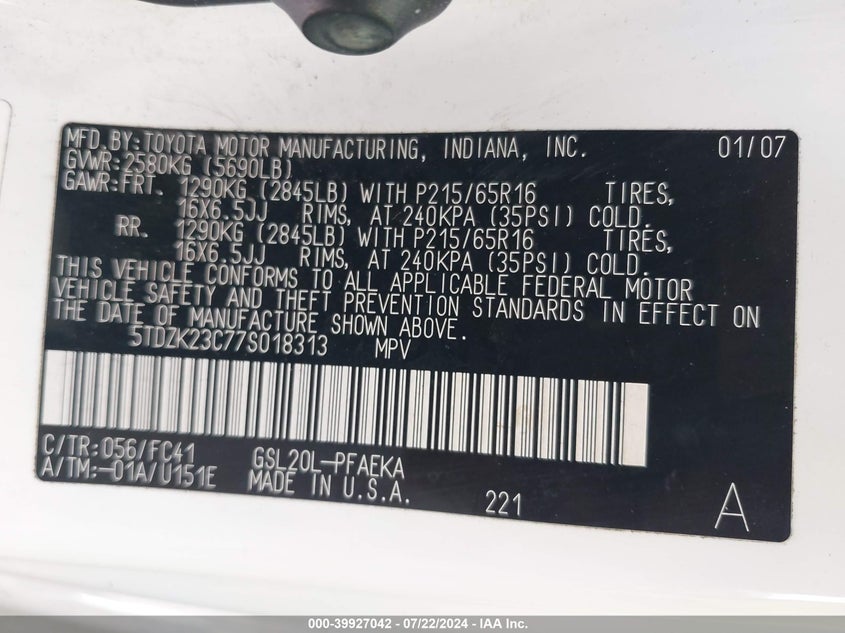 MFD. BY: TOYOTA MOTOR MANUFACTURING, INDIANA, INC. 01/07
GVWR: 2580KG (5690LB)
GAWR: FRT. 1290KG (2845LB) WITH P215/65R16 TIRES,
16X6.5JJ RIMS, AT 240KPA (35PSI) COLD.
RR. 1290KG (2845LB) WITH P215/65R16 TIRES,
16X6.5JJ RIMS, AT 240KPA (35PSI) COLD.
THIS VEHICLE CONFORMS TO ALL APPLICABLE FEDERAL MOTOR
VEHICLE SAFETY AND THEFT PREVENTION STANDARDS IN EFFECT ON
THE DATE OF MANUFACTURE SHOWN ABOVE.
5TDZK23C77S018313 MPV
C/TR: 056/FC41 GSL20L-PFAEKA
A/TM: -01A/U151E MADE IN U.S.A. 221 A
000-39927042 - 07/22/2024 - IAA Inc.